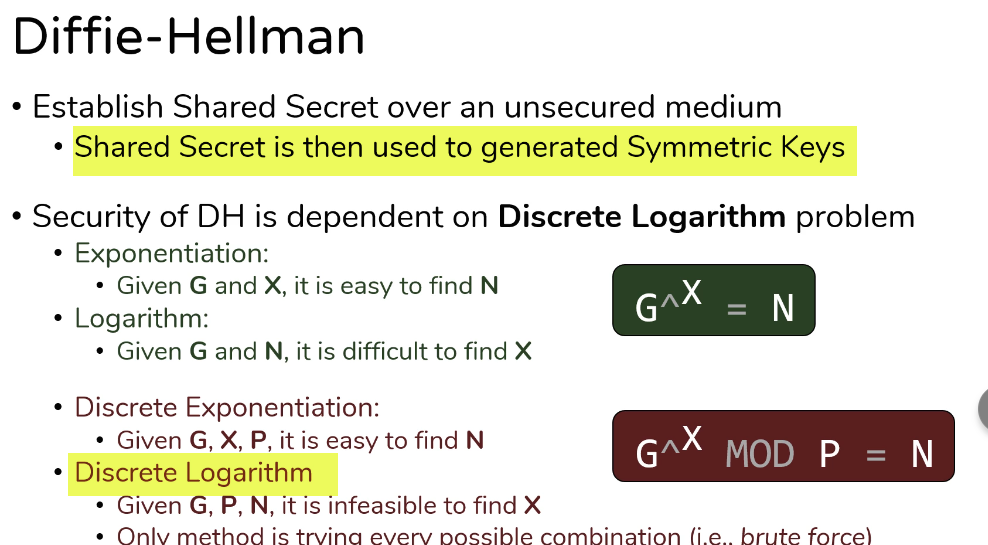 Diffie-Hellman
• Establish Shared Secret over an unsecured medium
• Shared Secret is then used to generated Symmetric Keys
• Security of DH is dependent on Discrete Logarithm problem
• Exponentiation:
• Given G and X, it is easy to find N
• Logarithm:
• Given G and N, it is difficult to find X
G^X = N
• Discrete Exponentiation:
• Given G, X, P, it is easy to find N
• Discrete Logarithm
• Given G, P, N, it is infeasible to find X
• Only method is trying every possible combination (i.e., brute force)
G^X MOD P = N